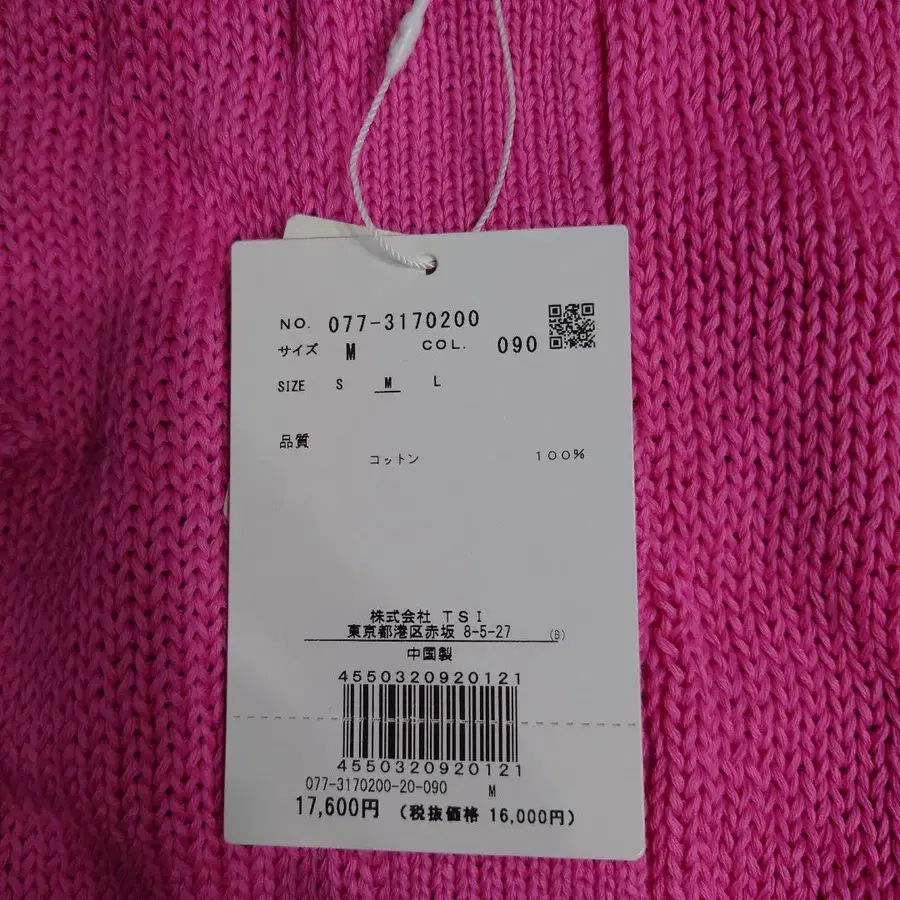 NO. 077-3170200
サイズ M COL. 090
SIZE S M L
品質
コットン 100%
株式会社 TSI
東京都港区赤坂 8-5-27 (B)
中国製
4550320920121
4550320920121
077-3170200-20-090 M
17,600円 (税抜価格 16,000円)